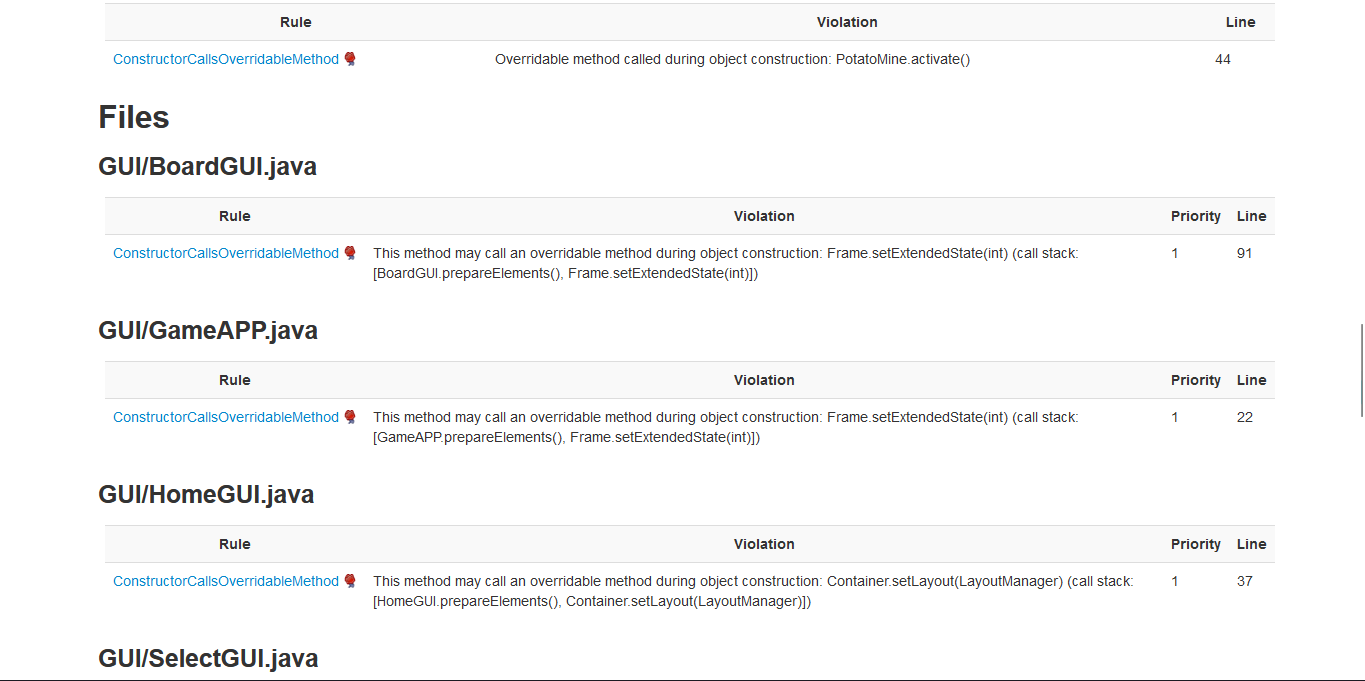 Rule Violation Line
ConstructorCallsOverridableMethod Overridable method called during object construction: PotatoMine.activate() 44
Files
GUI/BoardGUI.java
Rule Violation Priority Line
ConstructorCallsOverridableMethod This method may call an overridable method during object construction: Frame.setExtendedState(int) (call stack: 1 91
[BoardGUI.prepareElements(), Frame.setExtendedState(int)])
GUI/GameAPP.java
Rule Violation Priority Line
ConstructorCallsOverridableMethod This method may call an overridable method during object construction: Frame.setExtendedState(int) (call stack: 1 22
[GameAPP.prepareElements(), Frame.setExtendedState(int)])
GUI/HomeGUI.java
Rule Violation Priority Line
ConstructorCallsOverridableMethod This method may call an overridable method during object construction: Container.setLayout(LayoutManager) (call stack: 1 37
[HomeGUI.prepareElements(), Container.setLayout(LayoutManager)])
GUI/SelectGUI.java